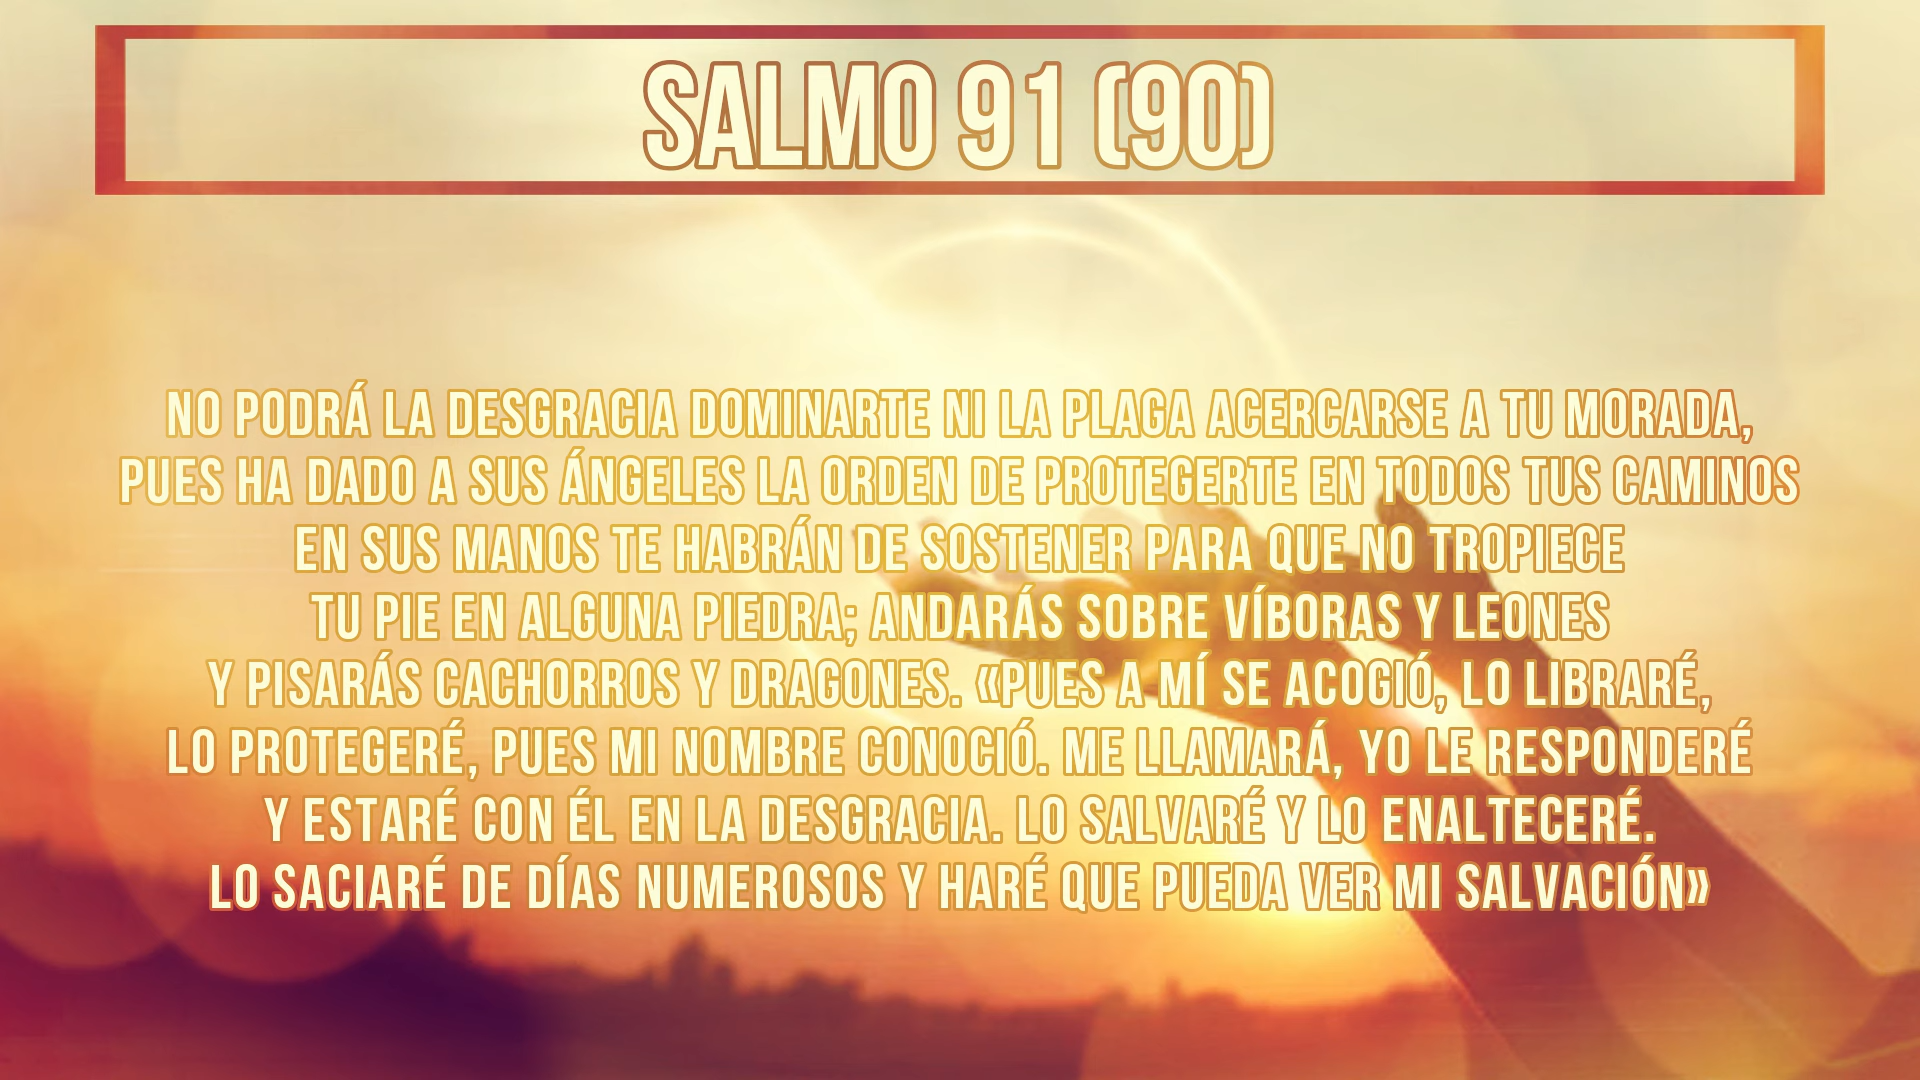 SALMO 91 (90)
NO PODRÁ LA DESGRACIA DOMINARTE NI LA PLAGA ACERCARSE A TU MORADA,
PUES HA DADO A SUS ÁNGELES LA ORDEN DE PROTEGERTE EN TODOS TUS CAMINOS
EN SUS MANOS TE HABRÁN DE SOSTENER PARA QUE NO TROPIECE
TU PIE EN ALGUNA PIEDRA; ANDARÁS SOBRE VÍBORAS Y LEONES
Y PISARÁS CACHORROS Y DRAGONES. «PUES A MÍ SE ACOGIÓ, LO LIBRARÉ,
LO PROTEGERÉ, PUES MI NOMBRE CONOCIÓ. ME LLAMARÁ, YO LE RESPONDERÉ
Y ESTARÉ CON ÉL EN LA DESGRACIA. LO SALVARÉ Y LO ENALTECERÉ.
LO SACIARÉ DE DÍAS NUMEROSOS Y HARÉ QUE PUEDA VER MI SALVACIÓN»